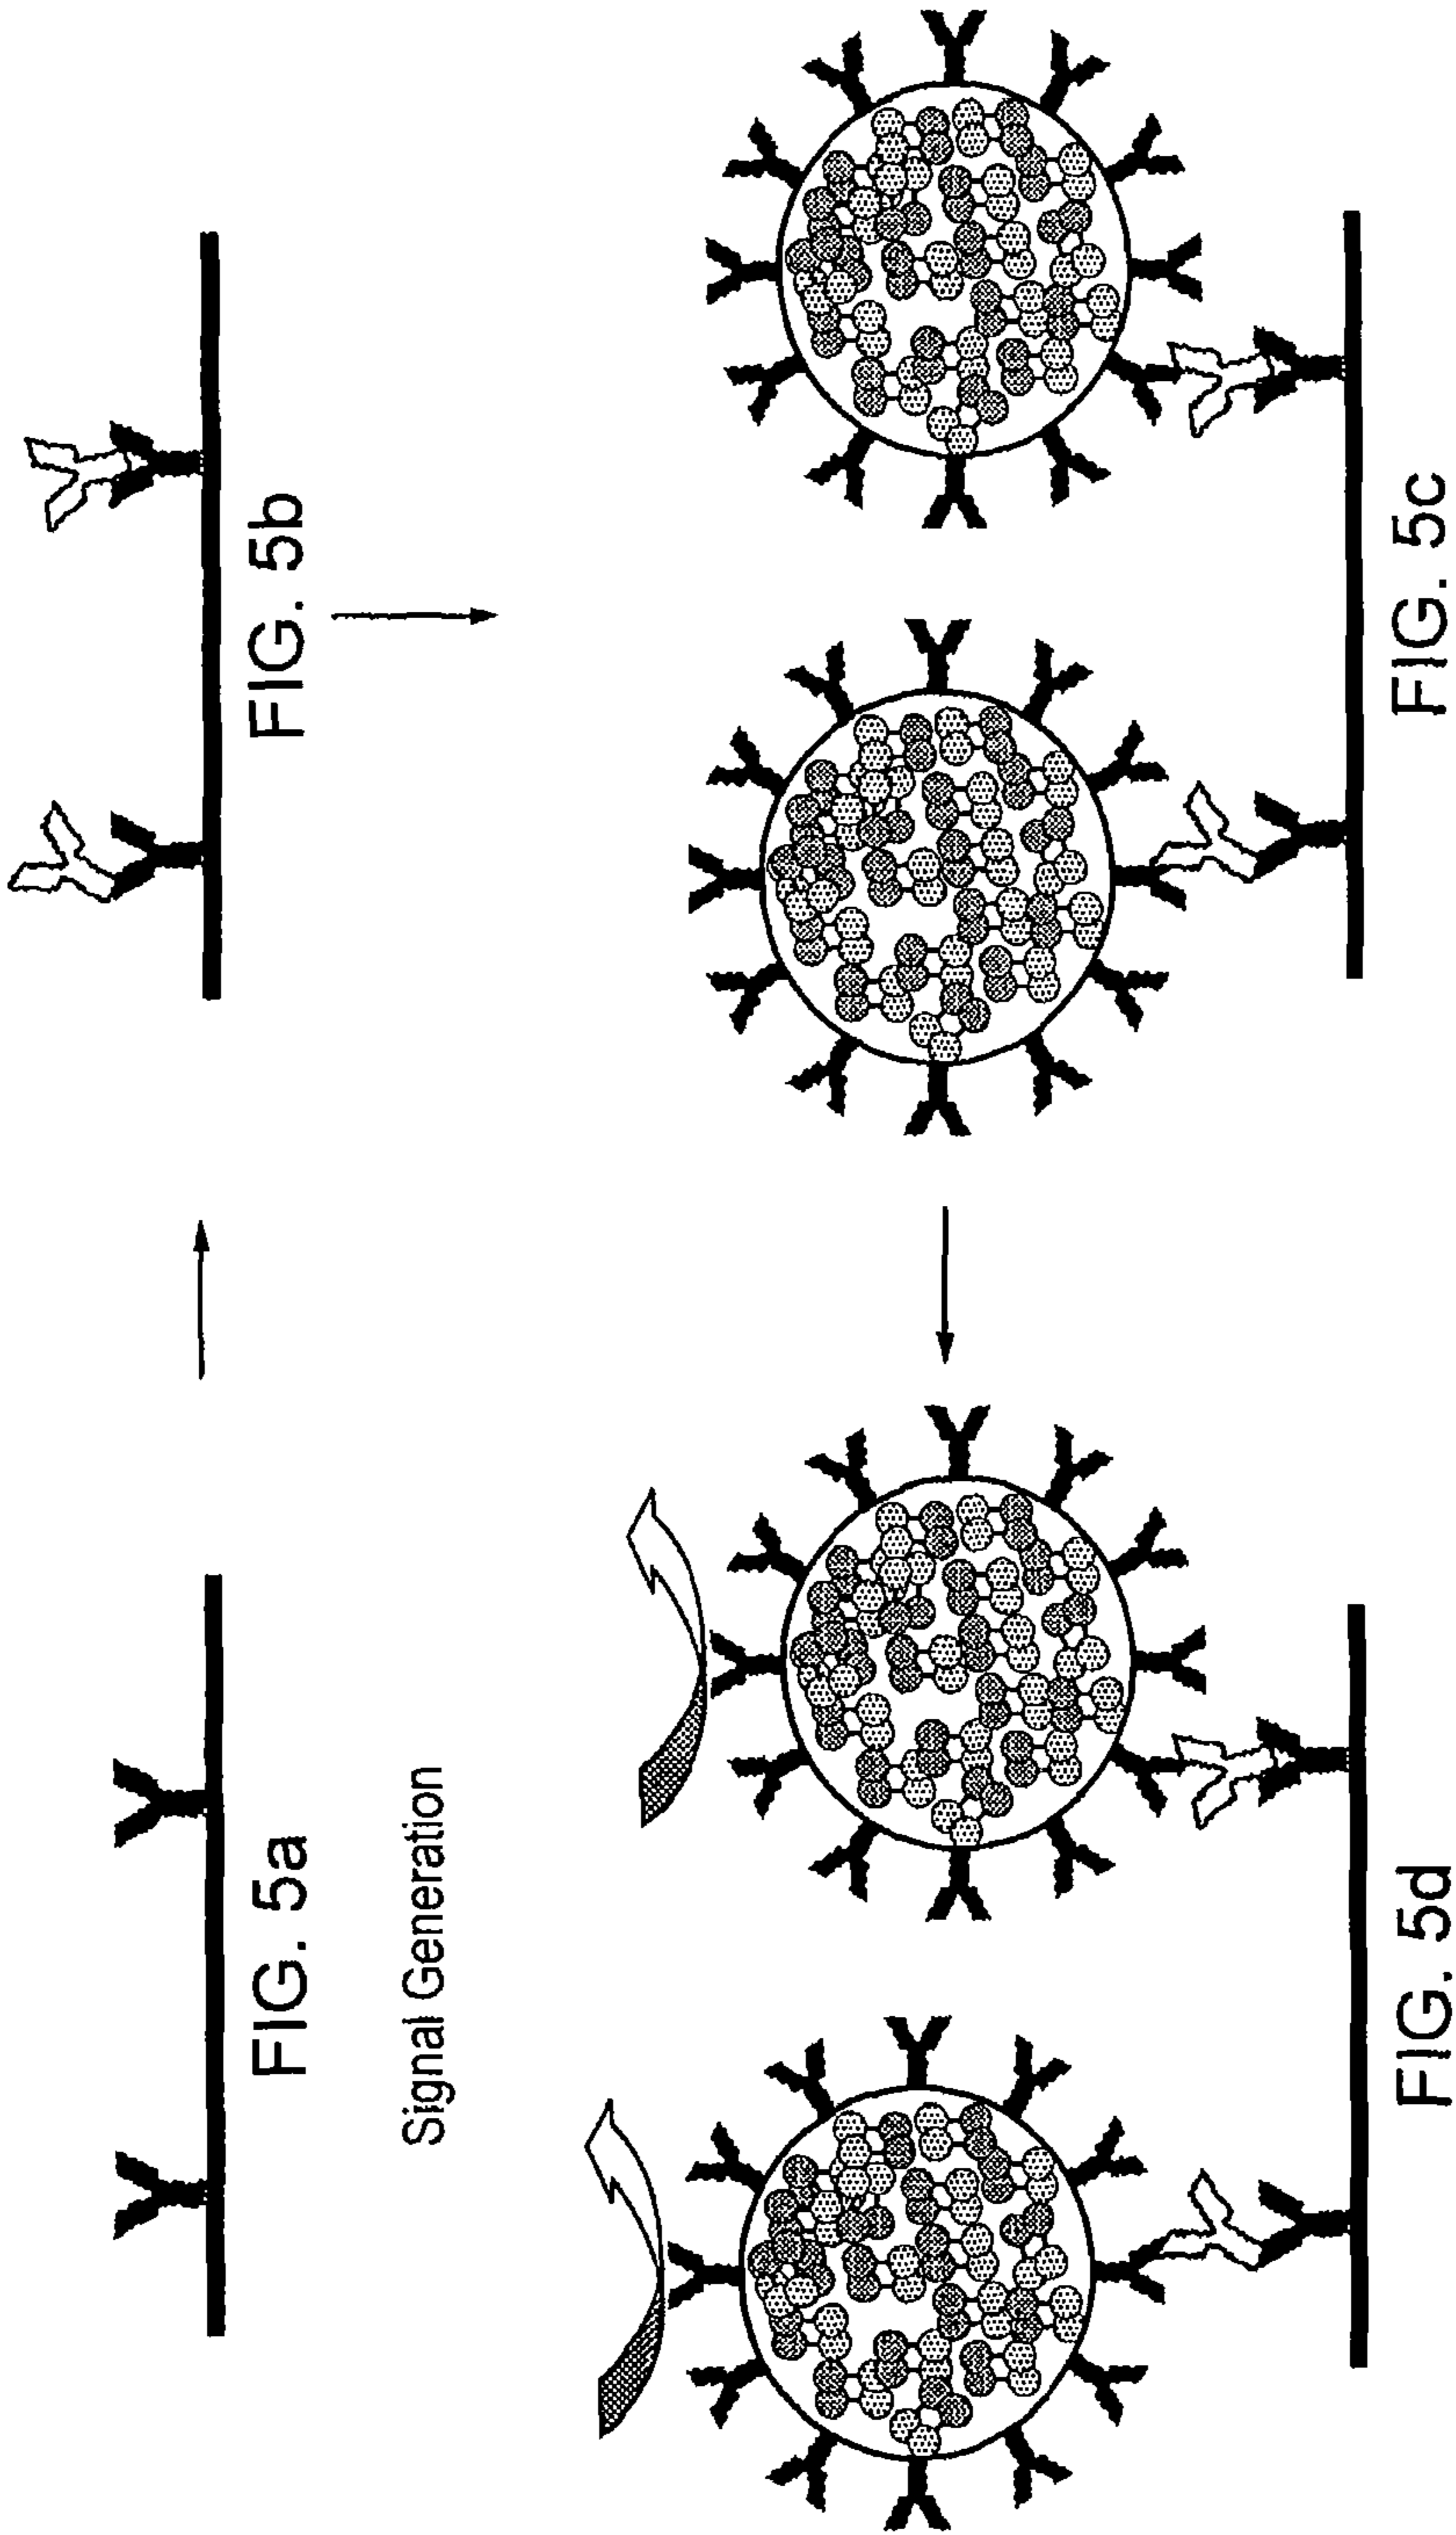 FIG. 5a
FIG. 5b
Signal Generation
FIG. 5d
FIG. 5c